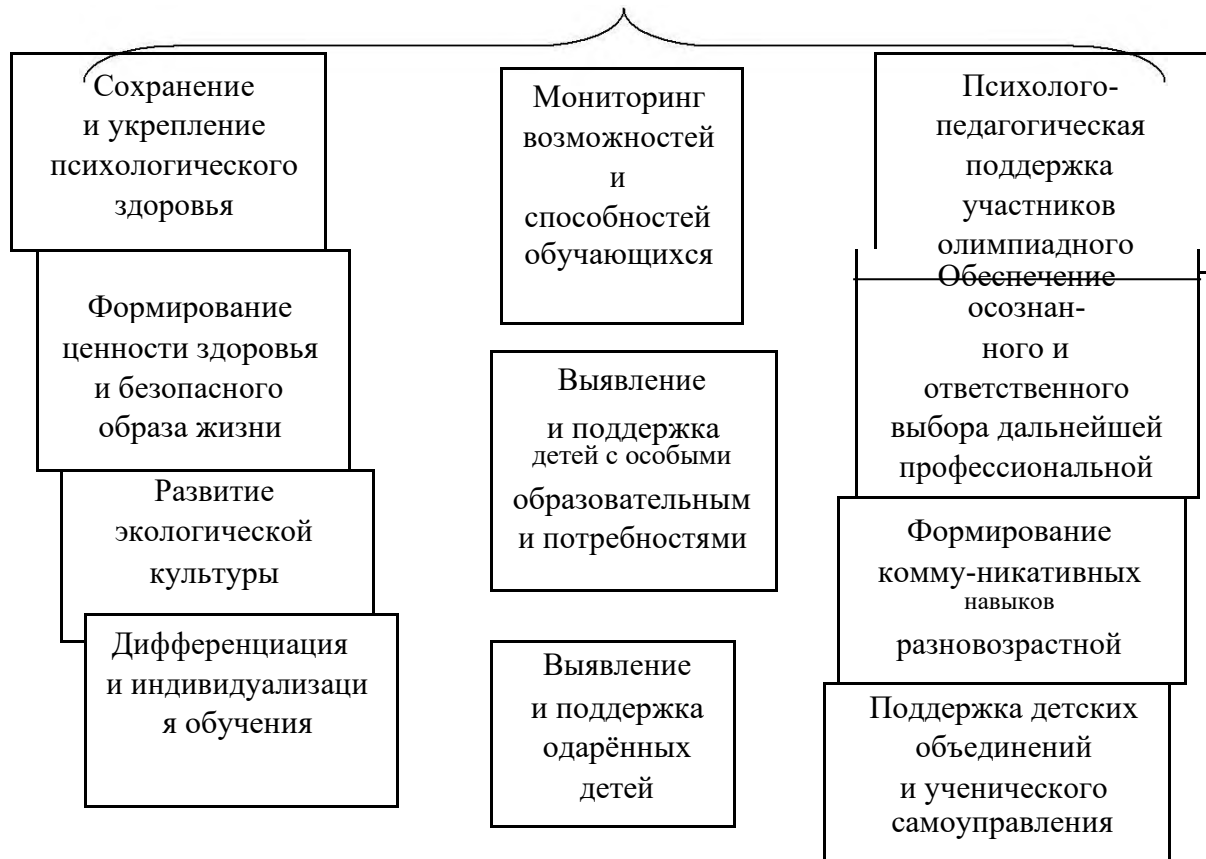 Сохранение
и укрепление
психологического
здоровья
Формирование
ценности здоровья
и безопасного
образа жизни
Развитие
экологической
культуры
Дифференциация
и индивидуализаци
я обучения
Мониторинг
возможностей
и
способностей
обучающихся
Выявление
и поддержка
детей с особыми
образовательным
и потребностями
Выявление
и поддержка
одарённых
детей
Психолого-
педагогическая
поддержка
участников
олимпиадного
Обеспечение
осознан-
ного и
ответственного
выбора дальнейшей
профессиональной
Формирование
комму-никативных
навыков
разновозрастной
Поддержка детских
объединений
и ученического
самоуправления